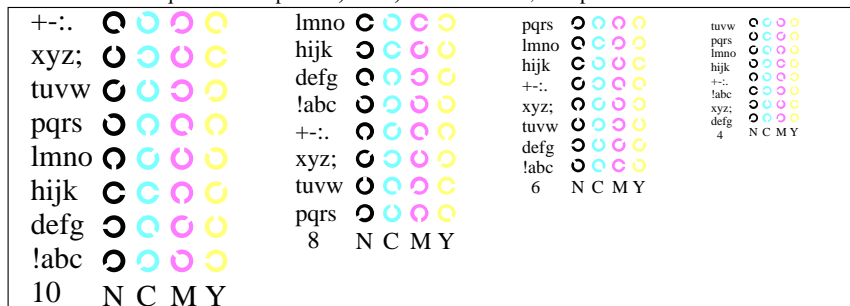 +-:.
xyz;
tuvw
pqrs
lmno
hijk
defg
!abc
10 N C M Y
lmno
hijk
defg
!abc
+-:.
xyz;
tuvw
pqrs
8 N C M Y
pqrs
lmno
hijk
+-:.
xyz;
tuvw
defg
!abc
6 N C M Y
tuvw
pqrs
lmno
hijk
+-:.
!abc
xyz;
defg
4 N C M Y